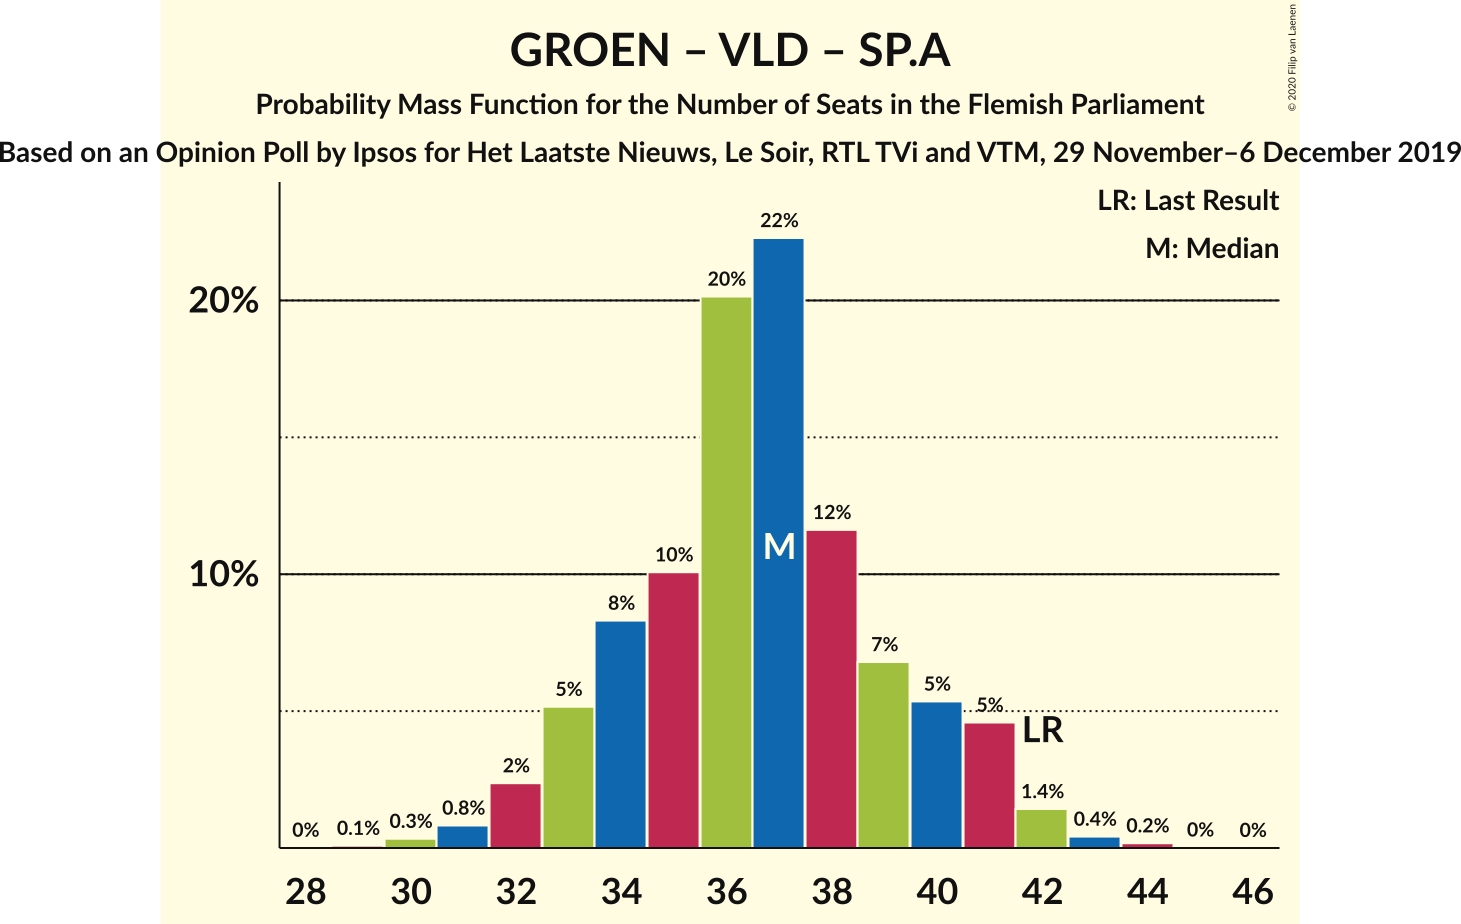 GROEN – VLD – SP.A
Probability Mass Function for the Number of Seats in the Flemish Parliament
Based on an Opinion Poll by Ipsos for Het Laatste Nieuws, Le Soir, RTL TVi and VTM, 29 November–6 December 2019
© 2020 Filip van Laenen
LR: Last Result
M: Median
20%
10%
0%
0.1%
0.3%
0.8%
2%
5%
8%
10%
20%
22%
12%
7%
5%
5%
1.4%
0.4%
0.2%
0%
0%
M
LR
28 30 32 34 36 38 40 42 44 46